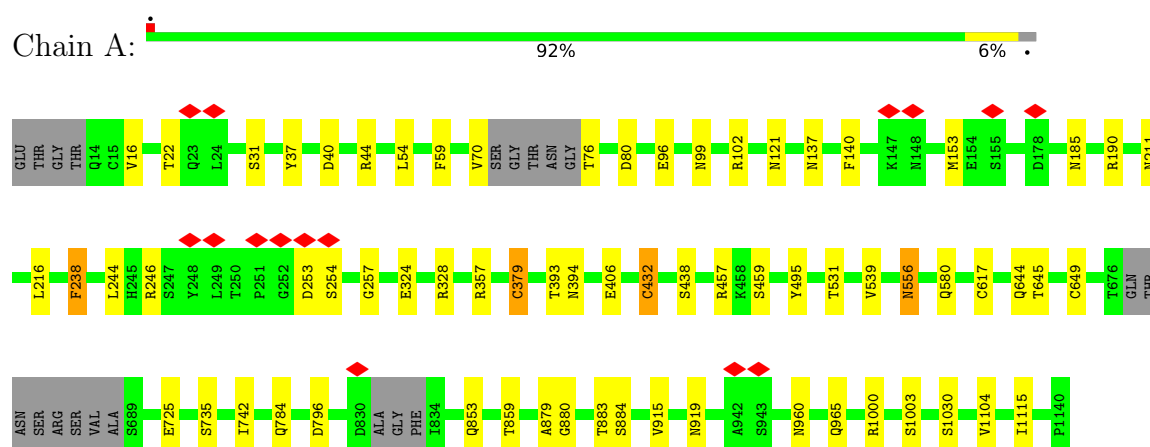 Chain A:
92% 6%
GLU THR GLY THR Q14 C15 V16 T22 Q23 L24 S31 Y37 D40 R44 L54 F59 V70 SER GLY THR ASN GLY T76 D80 E96 N99 R102 N121 N137 F140 K147 N148 M153 E154 S155 D178 N185 R190 N211
L216 F238 L244 H245 R246 S247 Y248 L249 T250 P251 G252 D253 S254 G257 E324 R328 R357 C379 T393 N394 E406 C432 S438 R457 K458 S459 Y495 T531 V539 N556 Q580 C617 Q644 T645 C649 T676 GLN THR
ASN SER ARG SER VAL ALA S689 E725 S735 I742 Q784 D796 D830 ALA GLY PHE I834 Q853 T859 A879 G880 T883 S884 V915 N919 A942 S943 N960 Q965 R1000 S1003 S1030 V1104 I1115 P1140